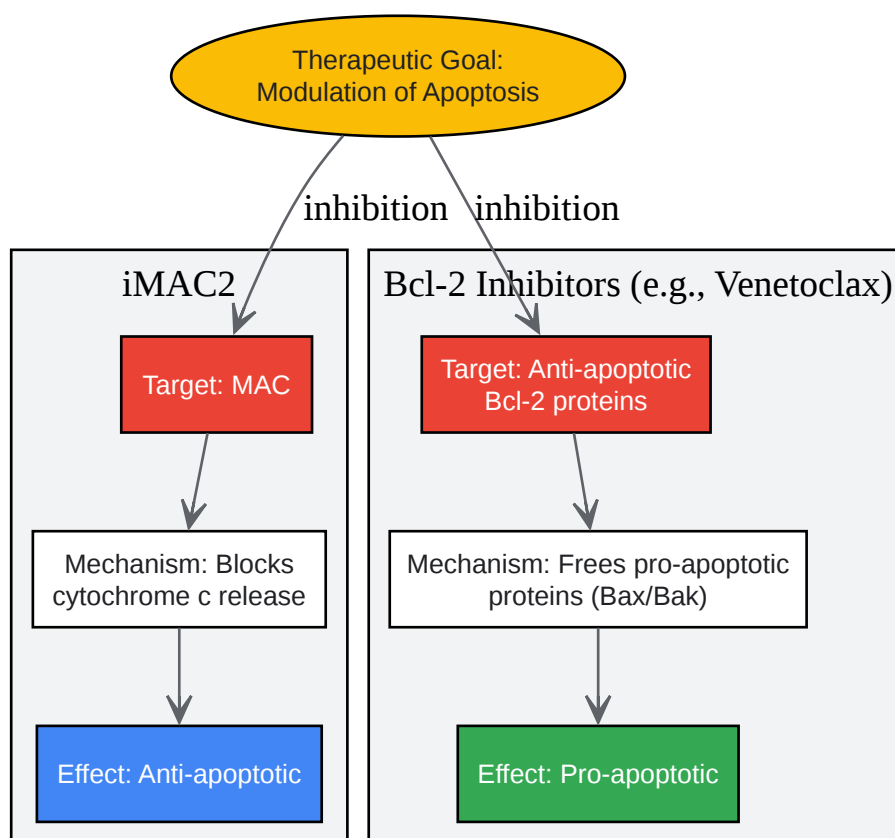 Therapeutic Goal:
Modulation of Apoptosis
inhibition
inhibition
iMAC2
Target: MAC
Mechanism: Blocks
cytochrome c release
Effect: Anti-apoptotic
Bcl-2 Inhibitors (e.g., Venetoclax)
Target: Anti-apoptotic
Bcl-2 proteins
Mechanism: Frees pro-apoptotic
proteins (Bax/Bak)
Effect: Pro-apoptotic